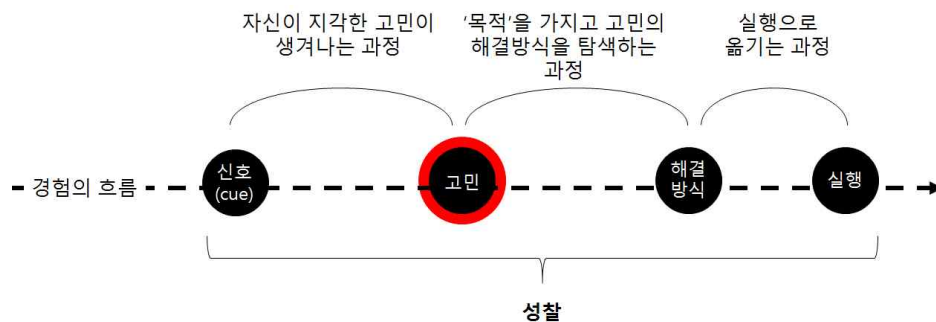 자신이 지각한 고민이
생겨나는 과정
‘목적’을 가지고 고민의
해결방식을 탐색하는
과정
실행으로
옮기는 과정
경험의 흐름
신호
(cue)
고민
해결
방식
실행
성찰